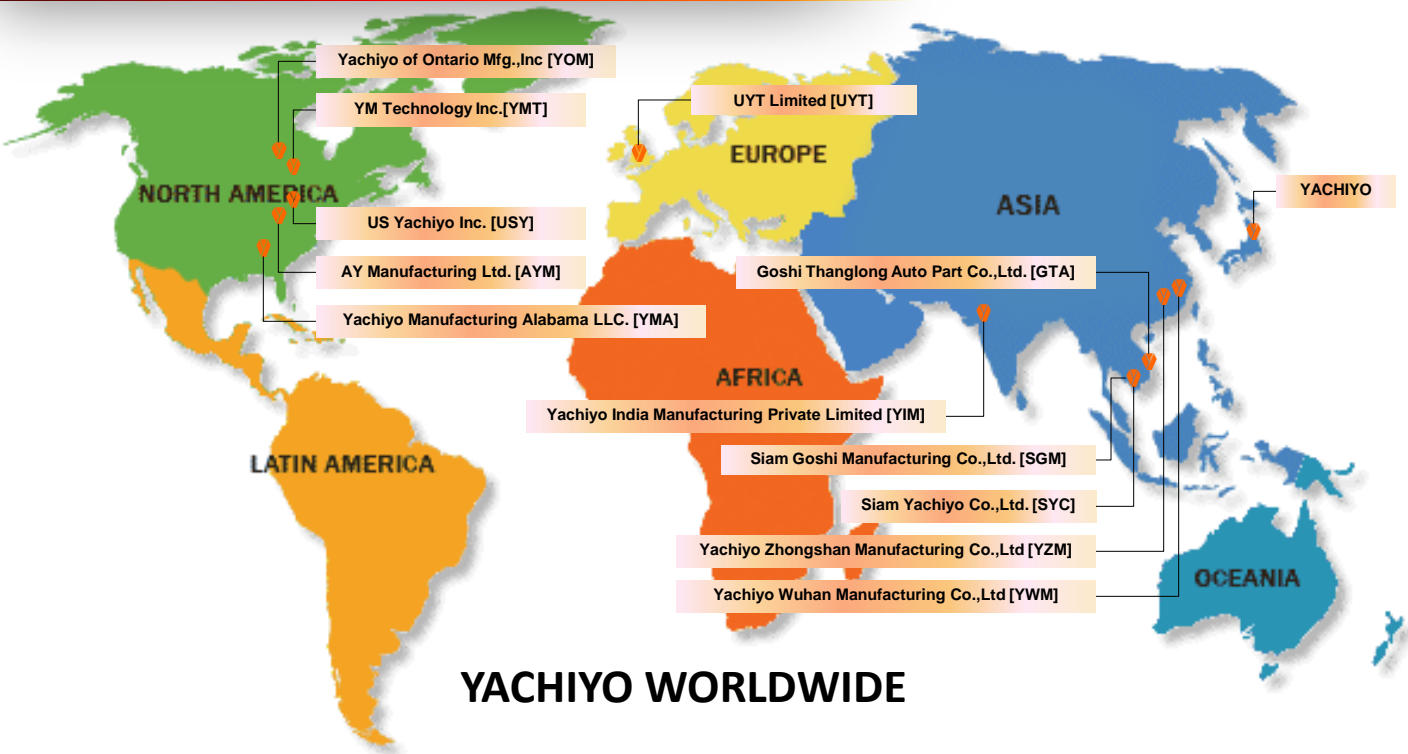 Yachiyo of Ontario Mfg.,Inc [YOM]
YM Technology Inc.[YMT]
UYT Limited [UYT]
EUROPE
NORTH AMERICA
ASIA
YACHIYO
US Yachiyo Inc. [USY]
AY Manufacturing Ltd. [AYM]
Goshi Thanglong Auto Part Co.,Ltd. [GTA]
Yachiyo Manufacturing Alabama LLC. [YMA]
AFRICA
Yachiyo India Manufacturing Private Limited [YIM]
LATIN AMERICA
Siam Goshi Manufacturing Co.,Ltd. [SGM]
Siam Yachiyo Co.,Ltd. [SYC]
Yachiyo Zhongshan Manufacturing Co.,Ltd [YZM]
OCEANIA
Yachiyo Wuhan Manufacturing Co.,Ltd [YWM]
YACHIYO WORLDWIDE